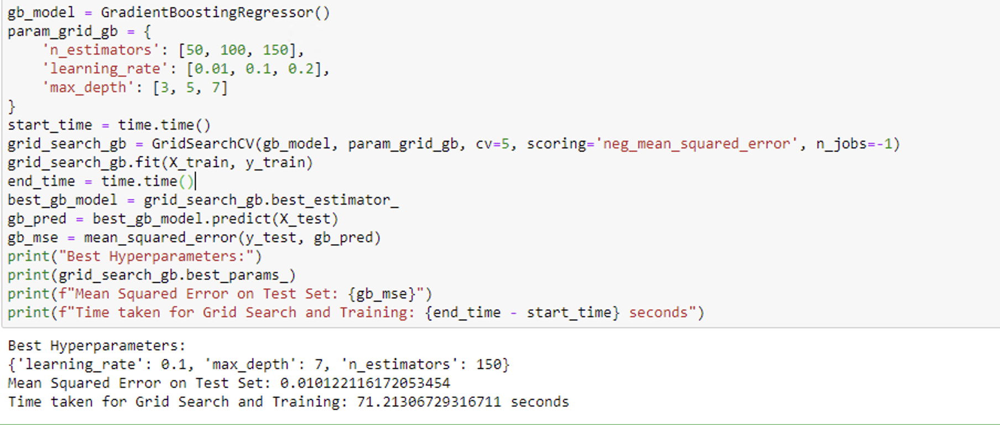 gb_model = GradientBoostingRegressor()
param_grid_gb = {
    'n_estimators': [50, 100, 150],
    'learning_rate': [0.01, 0.1, 0.2],
    'max_depth': [3, 5, 7]
}
start_time = time.time()
grid_search_gb = GridSearchCV(gb_model, param_grid_gb, cv=5, scoring='neg_mean_squared_error', n_jobs=-1)
grid_search_gb.fit(X_train, y_train)
end_time = time.time()
best_gb_model = grid_search_gb.best_estimator_
gb_pred = best_gb_model.predict(X_test)
gb_mse = mean_squared_error(y_test, gb_pred)
print("Best Hyperparameters:")
print(grid_search_gb.best_params_)
print(f"Mean Squared Error on Test Set: {gb_mse}")
print(f"Time taken for Grid Search and Training: {end_time - start_time} seconds")
Best Hyperparameters:
{'learning_rate': 0.1, 'max_depth': 7, 'n_estimators': 150}
Mean Squared Error on Test Set: 0.010122116172053454
Time taken for Grid Search and Training: 71.21306729316711 seconds